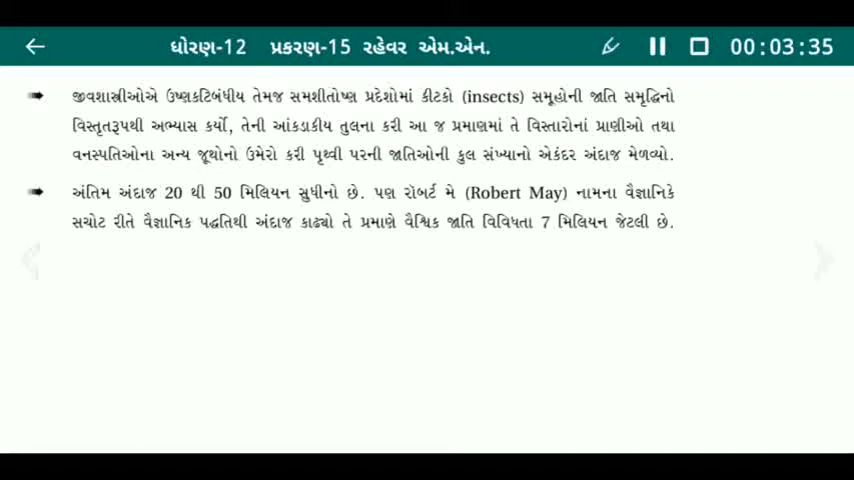 ધોરણ-12 પ્રકરણ-15 રહેવર એમ.એન. 00:03:35
જીવશાસ્ત્રીઓએ ઉષ્ણકટિબંધીય તેમજ સમશીતોષ્ણ પ્રદેશોમાં કીટકો (insects) સમૂહોની જાતિ સમૃદ્ધિનો
વિસ્તૃતરૂપથી અભ્યાસ કર્યો, તેની આંકડાકીય તુલના કરી આ જ પ્રમાણમાં તે વિસ્તારોનાં પ્રાણીઓ તથા
વનસ્પતિઓના અન્ય જૂથોનો ઉમેરો કરી પૃથ્વી પરની જાતિઓની કુલ સંખ્યાનો એકંદર અંદાજ મેળવ્યો.
અંતિમ અંદાજ 20 થી 50 મિલિયન સુધીનો છે. પણ રૉબર્ટ મે (Robert May) નામના વૈજ્ઞાનિકે
સચોટ રીતે વૈજ્ઞાનિક પદ્ધતિથી અંદાજ કાઢ્યો તે પ્રમાણે વૈશ્વિક જાતિ વિવિધતા 7 મિલિયન જેટલી છે.